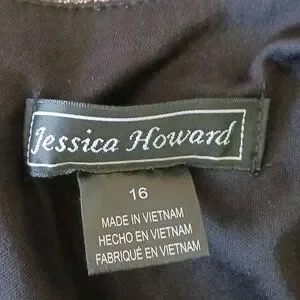 Jessica Howard
16
MADE IN VIETNAM
HECHO EN VIETNAM
FABRIQUÉ EN VIETNAM